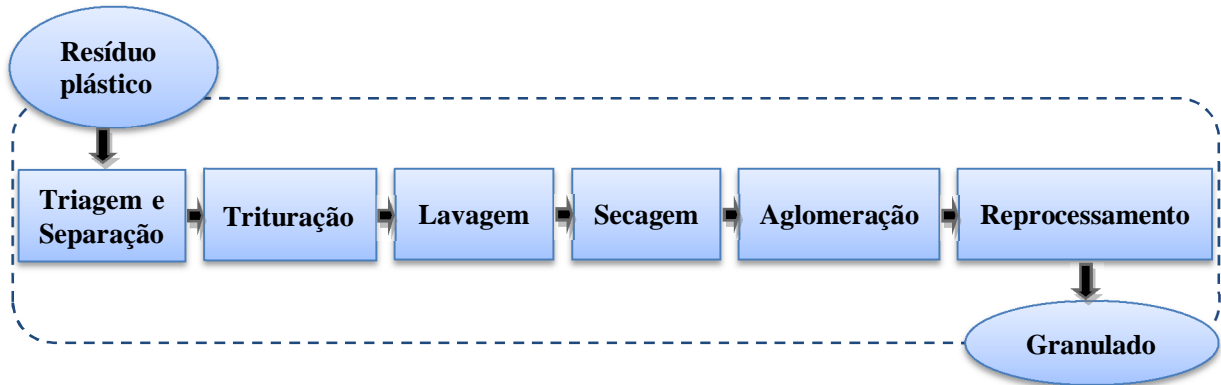 Resíduo
plástico
Triagem e
Separação
Trituração
Lavagem
Secagem
Aglomeração
Reprocessamento
Granulado